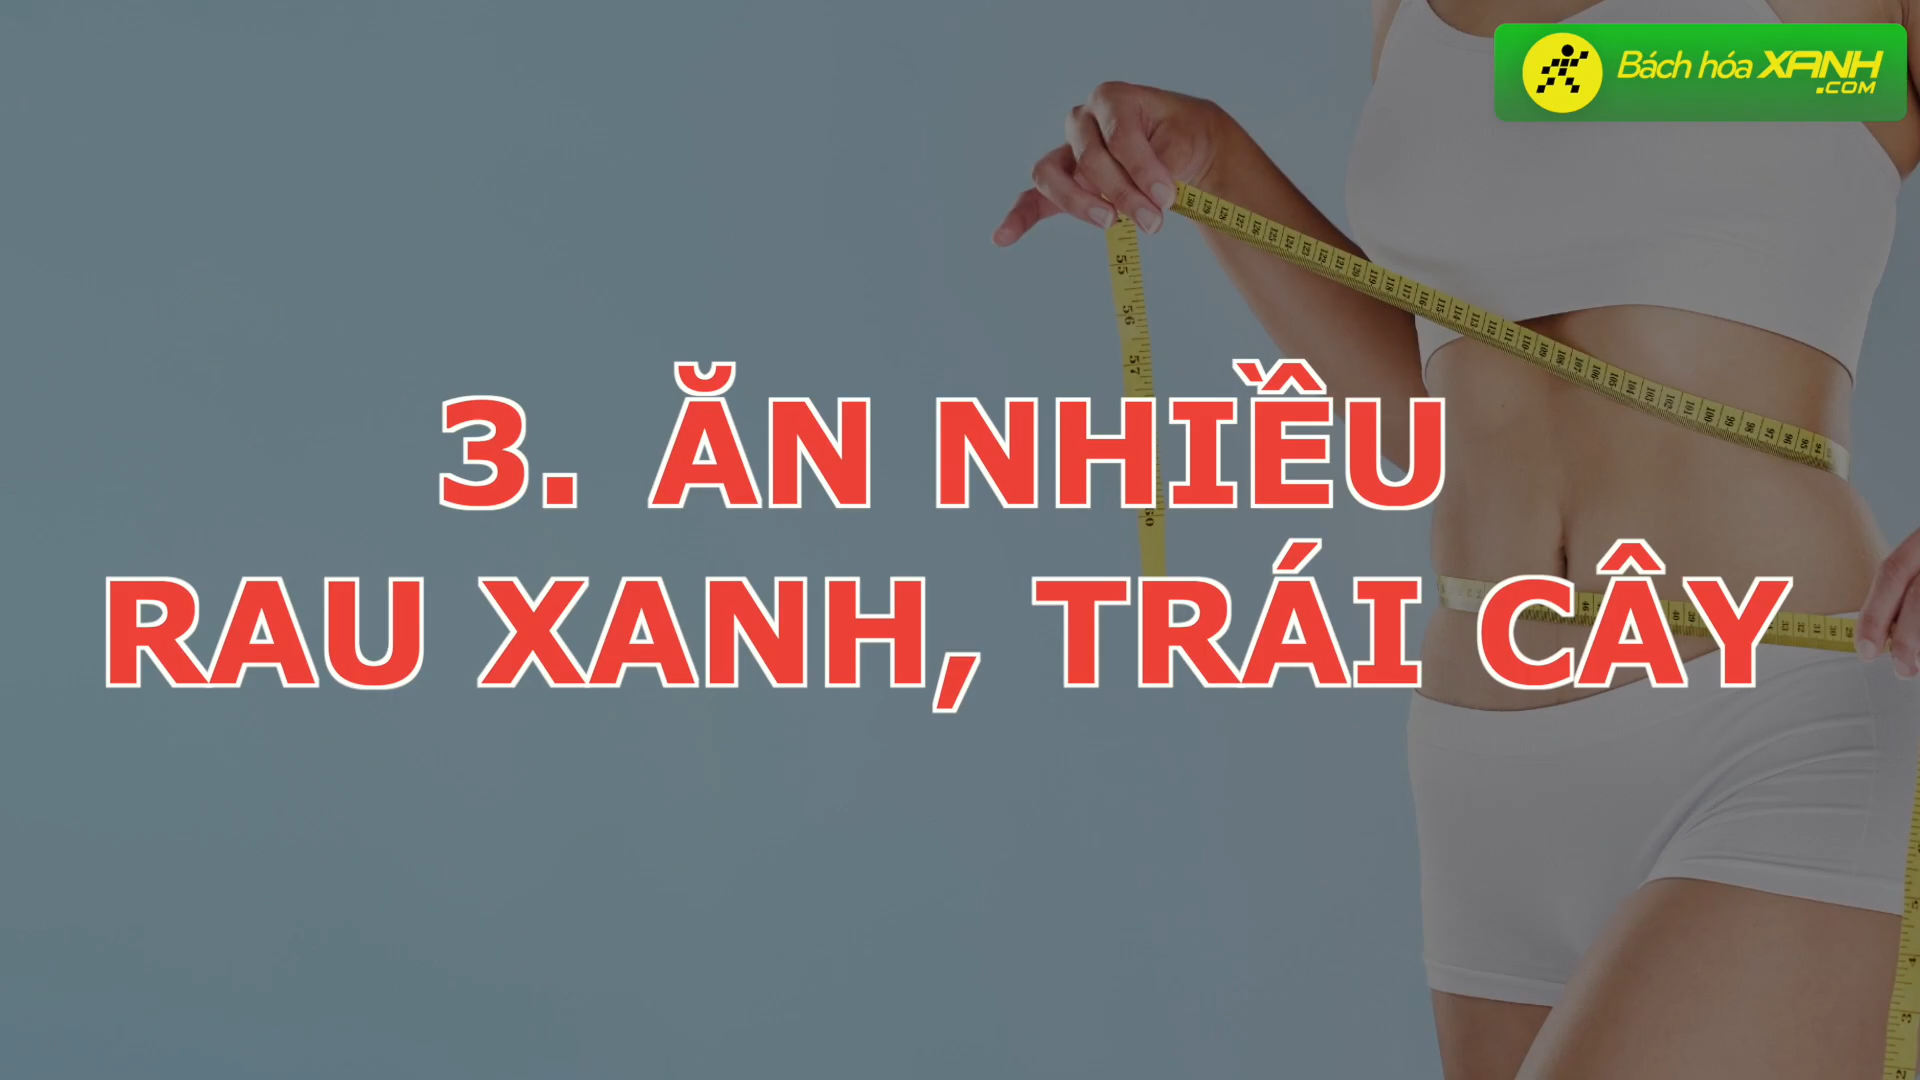 Bách hóa XANH
.COM
3. ĂN NHIỀU
RAU XANH, TRÁI CÂY